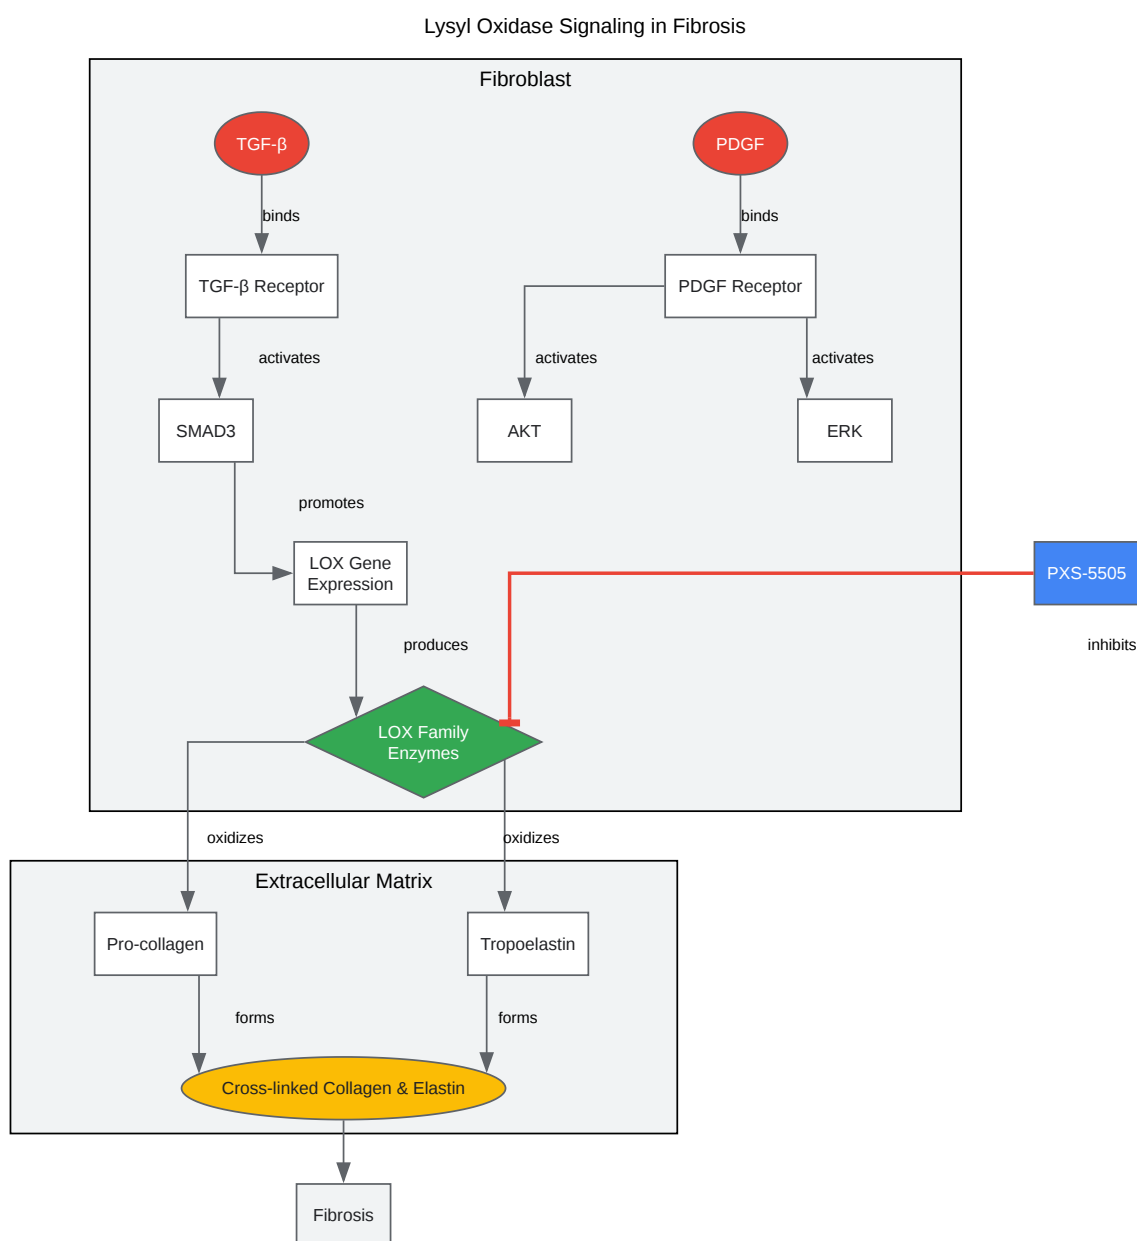 Lysyl Oxidase Signaling in Fibrosis
Fibroblast
TGF-β
PDGF
binds
binds
TGF-β Receptor
PDGF Receptor
activates
activates
activates
SMAD3
AKT
ERK
promotes
LOX Gene
Expression
PXS-5505
produces
inhibits
LOX Family
Enzymes
oxidizes
oxidizes
Extracellular Matrix
Pro-collagen
Tropoelastin
forms
forms
Cross-linked Collagen & Elastin
Fibrosis